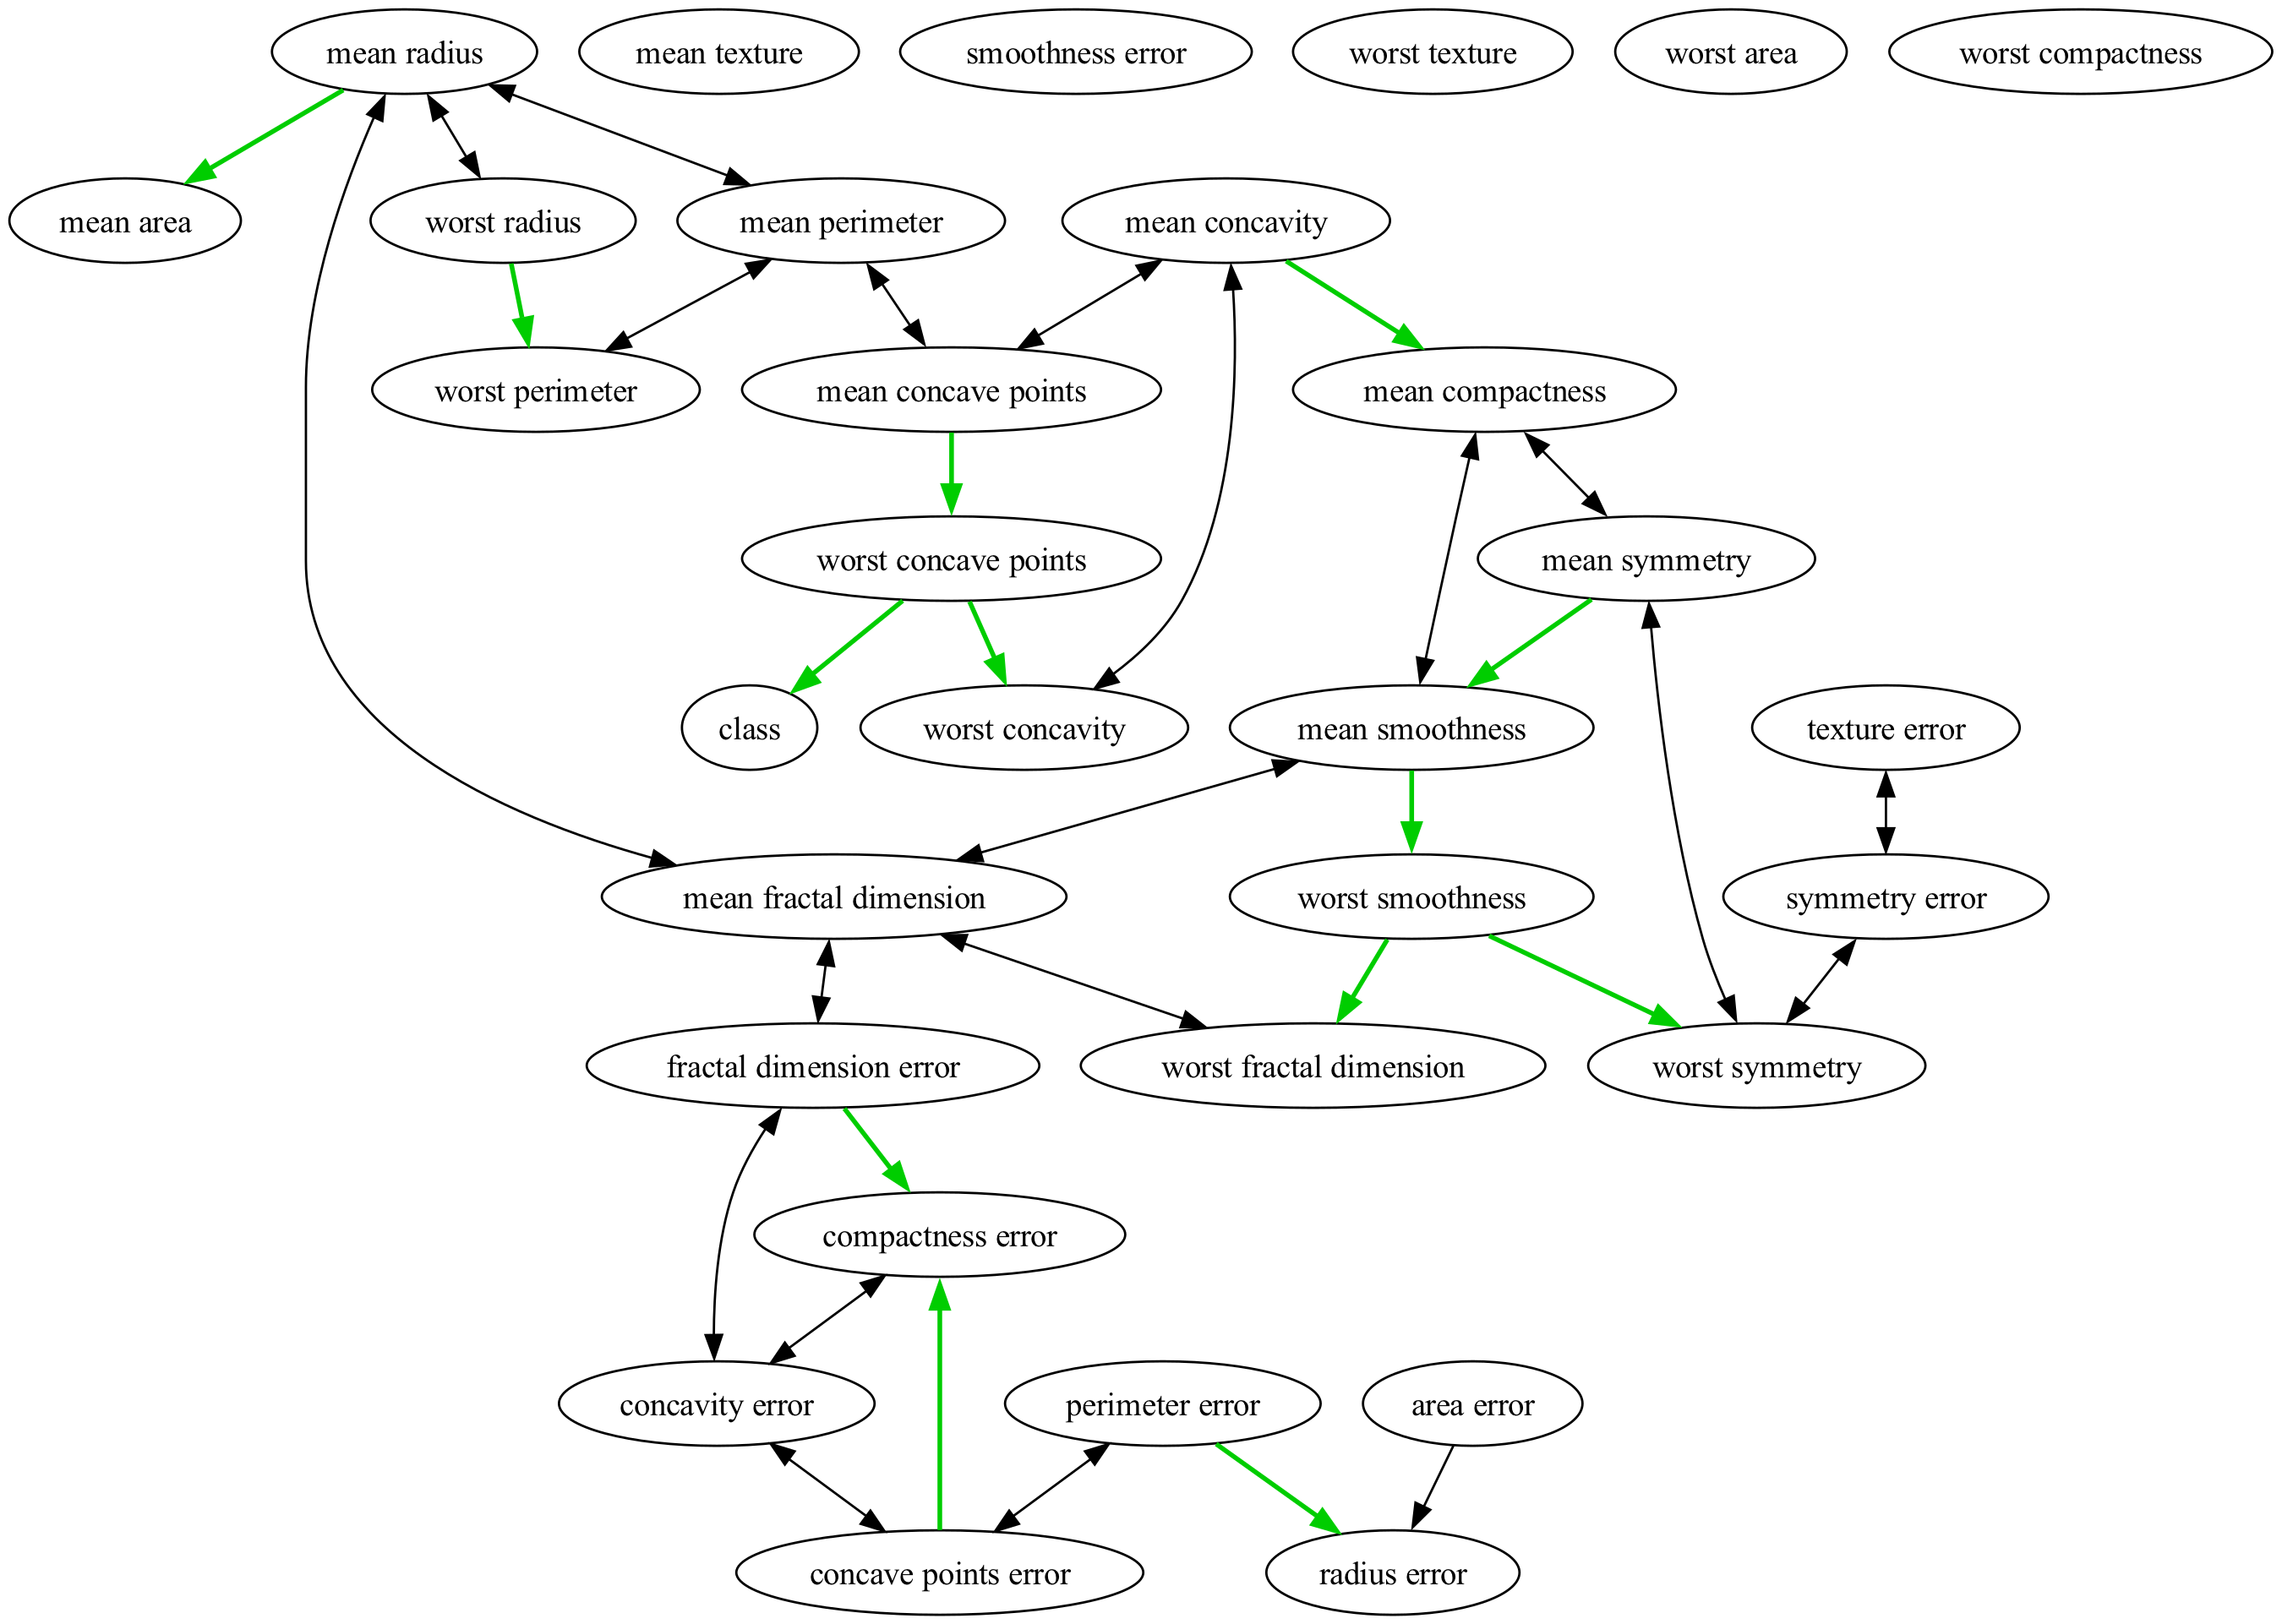 mean radius
mean texture
smoothness error
worst texture
worst area
worst compactness
mean area
worst radius
mean perimeter
mean concavity
worst perimeter
mean concave points
mean compactness
worst concave points
mean symmetry
class
worst concavity
mean smoothness
texture error
mean fractal dimension
worst smoothness
symmetry error
fractal dimension error
worst fractal dimension
worst symmetry
compactness error
concavity error
perimeter error
area error
concave points error
radius error